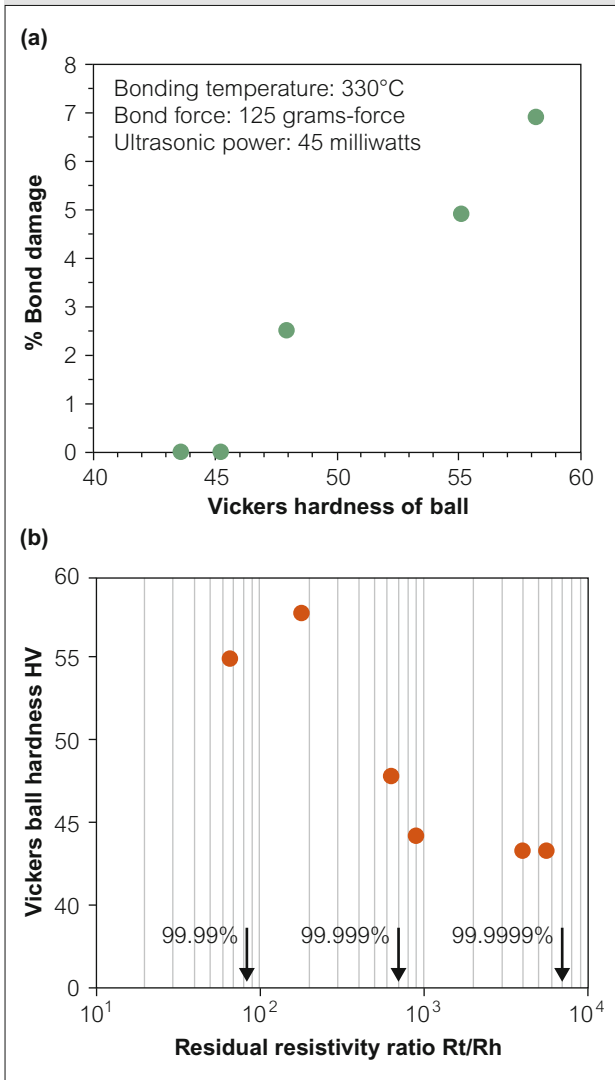 (a)
8
7
6
5
4
3
2
1
0
% Bond damage
Bonding temperature: 330°C
Bond force: 125 grams-force
Ultrasonic power: 45 milliwatts
40 45 50 55 60
Vickers hardness of ball
(b)
60
55
50
45
40
0
Vickers ball hardness HV
99.99% 99.999% 99.9999%
10¹ 10² 10³ 10⁴
Residual resistivity ratio Rt/Rh